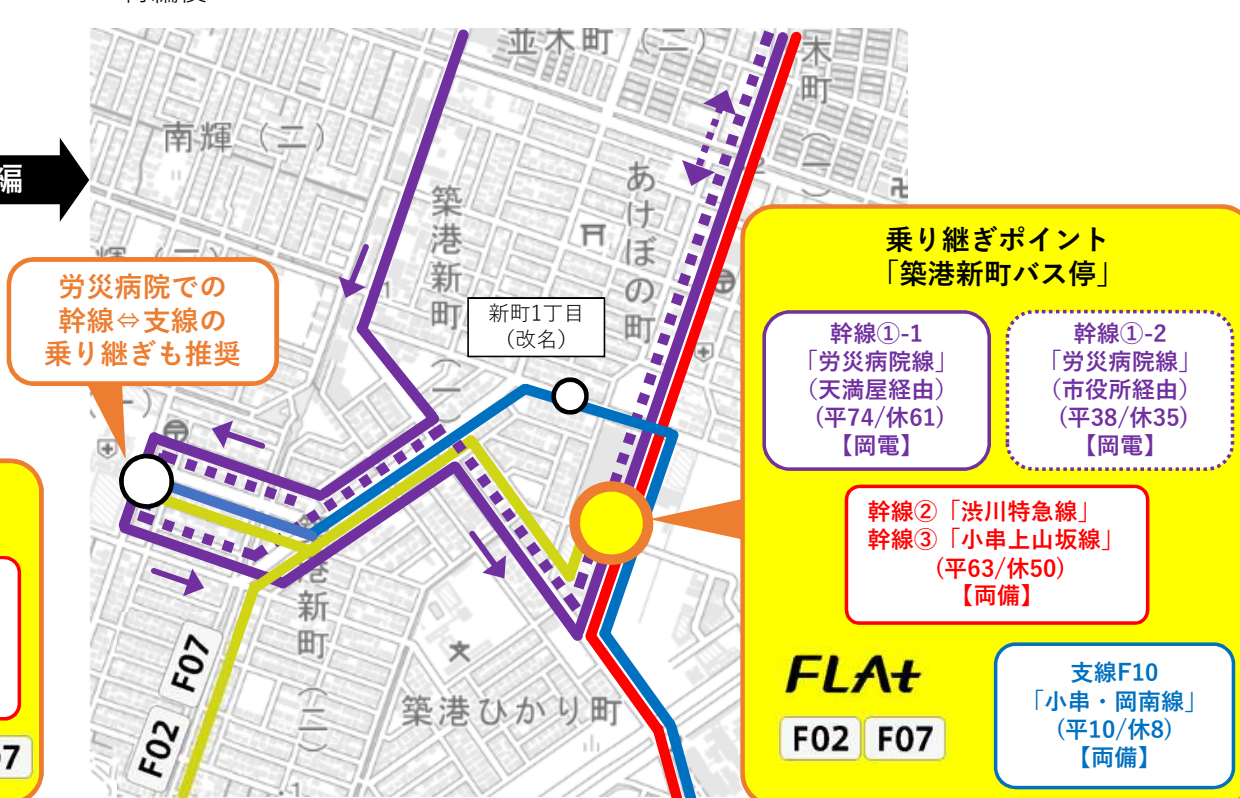 編
並木町（二）
木町（一）
南輝（二）
築港新町（一）
あけぼの町
労災病院での
幹線⇔支線の
乗り継ぎも推奨
新町1丁目
（改名）
乗り継ぎポイント
「築港新町バス停」
幹線①-1
「労災病院線」
（天満屋経由）
(平74/休61)
【岡電】
幹線①-2
「労災病院線」
（市役所経由）
(平38/休35)
【岡電】
幹線②「渋川特急線」
幹線③「小串上山坂線」
(平63/休50)
【両備】
FLAt
F02
F07
支線F10
「小串・岡南線」
(平10/休8)
【両備】
港新町（二）
築港ひかり町
F07
F02
7